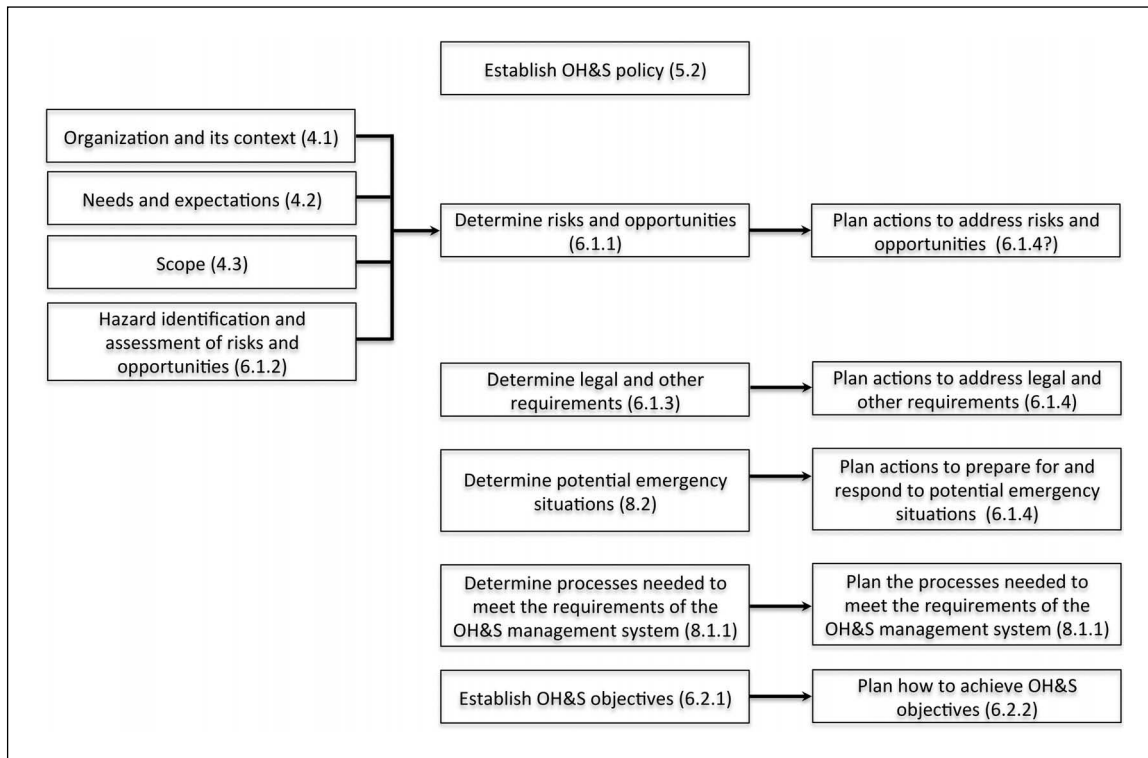 Establish OH&S policy (5.2)
Organization and its context (4.1)
Needs and expectations (4.2)
Scope (4.3)
Hazard identification and
assessment of risks and
opportunities (6.1.2)
Determine risks and opportunities
(6.1.1)
Plan actions to address risks and
opportunities  (6.1.4?)
Determine legal and other
requirements (6.1.3)
Plan actions to address legal and
other requirements (6.1.4)
Determine potential emergency
situations (8.2)
Plan actions to prepare for and
respond to potential emergency
situations  (6.1.4)
Determine processes needed to
meet the requirements of the
OH&S management system (8.1.1)
Plan the processes needed to
meet the requirements of the
OH&S management system (8.1.1)
Establish OH&S objectives (6.2.1)
Plan how to achieve OH&S
objectives (6.2.2)